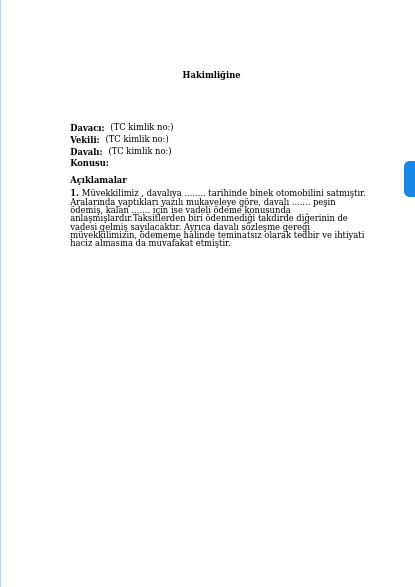 Hakimliğine
Davacı: (TC kimlik no:)
Vekili: (TC kimlik no:)
Davalı: (TC kimlik no:)
Konusu:
Açıklamalar
1. Müvekkilimiz , davalıya ........ tarihinde binek otomobilini satmıştır.
Aralarında yaptıkları yazılı mukaveleye göre, davalı ....... peşin
ödemiş, kalan ....... için ise vadeli ödeme konusunda
anlaşmışlardır.Taksitlerden biri ödenmediği takdirde diğerinin de
vadesi gelmiş sayılacaktır. Ayrıca davalı sözleşme gereği
müvekkilimizin, ödememe halinde teminatsız olarak tedbir ve ihtiyati
haciz almasına da muvafakat etmiştir.